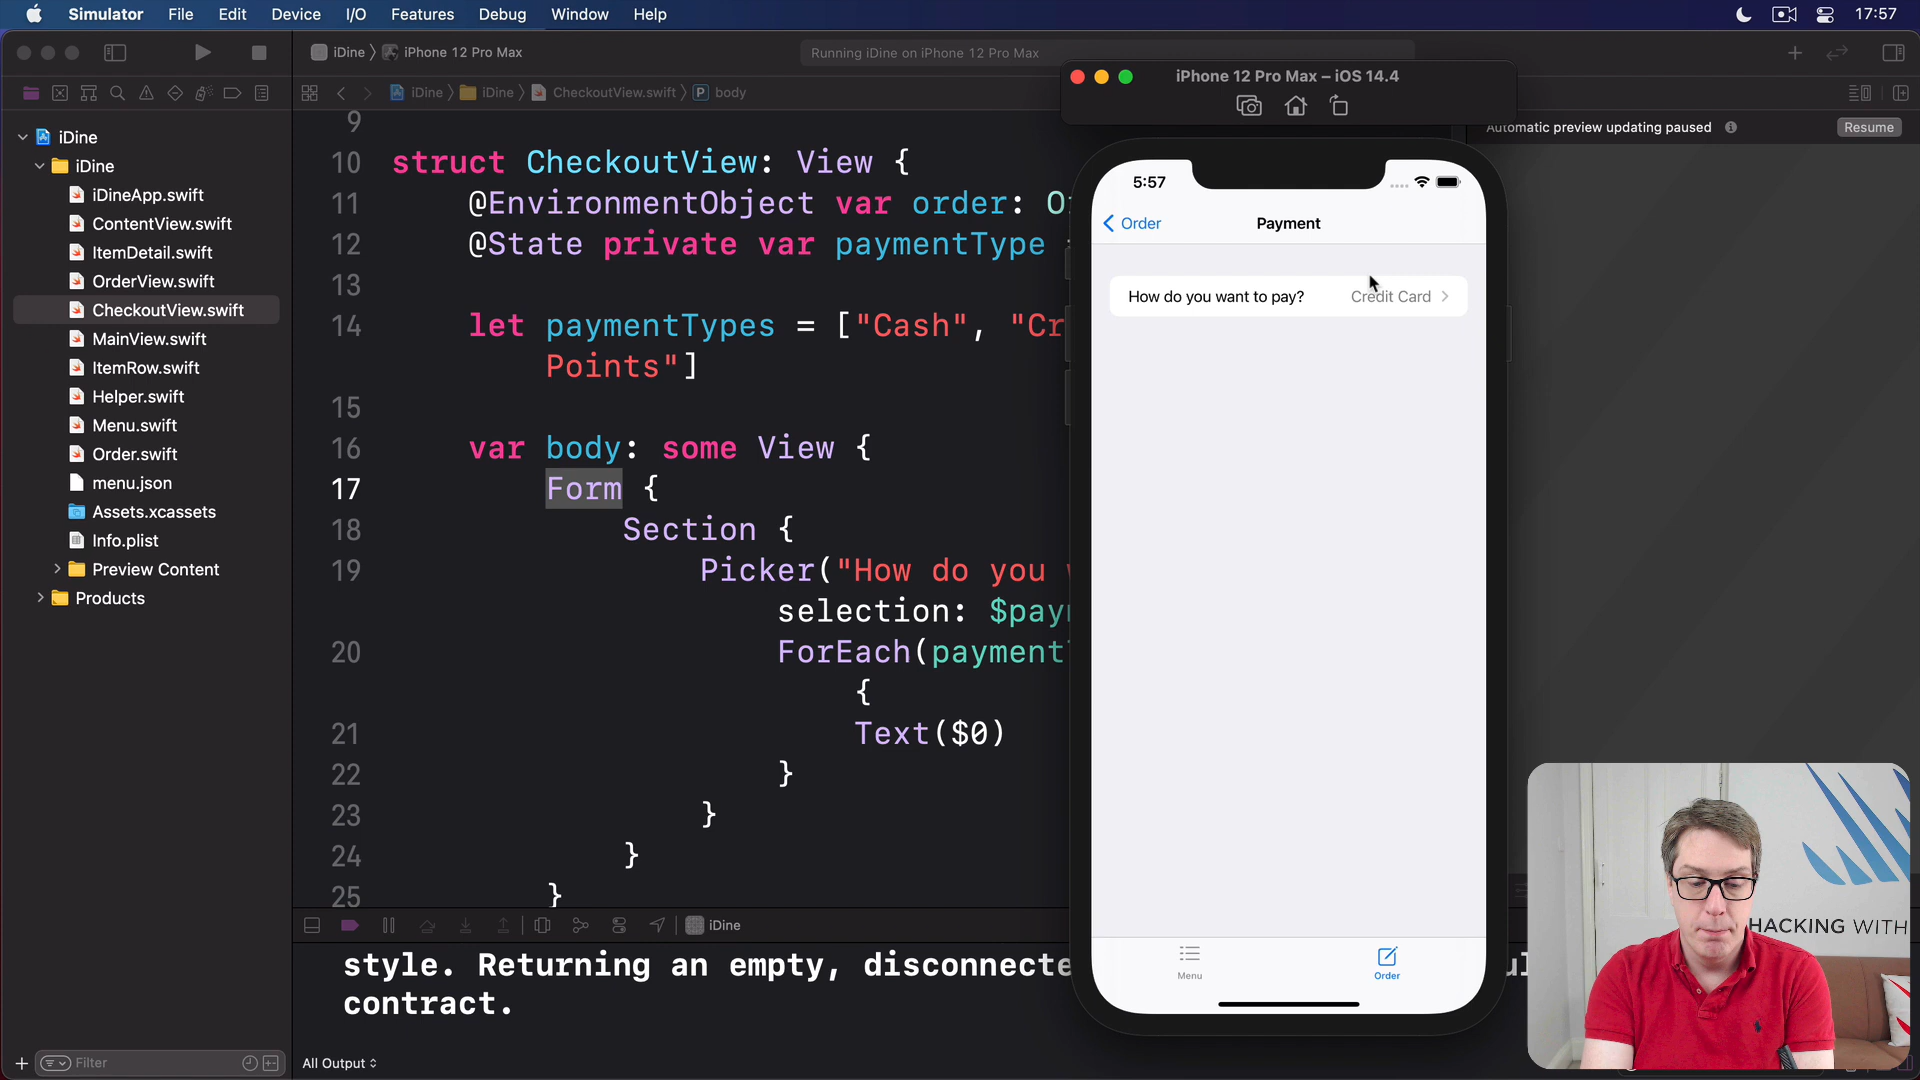 Simulator File Edit Device I/O Features Debug Window Help 17:57
iDine iPhone 12 Pro Max Running iDine on iPhone 12 Pro Max
iPhone 12 Pro Max – iOS 14.4
iDine iDine CheckoutView.swift P body
Automatic preview updating paused Resume
iDine
iDine
iDineApp.swift
ContentView.swift
ItemDetail.swift
OrderView.swift
CheckoutView.swift
MainView.swift
ItemRow.swift
Helper.swift
Menu.swift
Order.swift
menu.json
Assets.xcassets
Info.plist
Preview Content
Products
Filter
9
10 struct CheckoutView: View {
11 @EnvironmentObject var order:
12 @State private var paymentType
13
14 let paymentTypes = ["Cash", "Cr
Points"]
15
16 var body: some View {
17 Form {
18 Section {
19 Picker("How do you
selection: $paym
20 ForEach(payment
{
21 Text($0)
22 }
23 }
24 }
25 }
iDine
style. Returning an empty, disconnecte
contract.
All Output
5:57
Order Payment
How do you want to pay? Credit Card
Menu Order
HACKING WITH